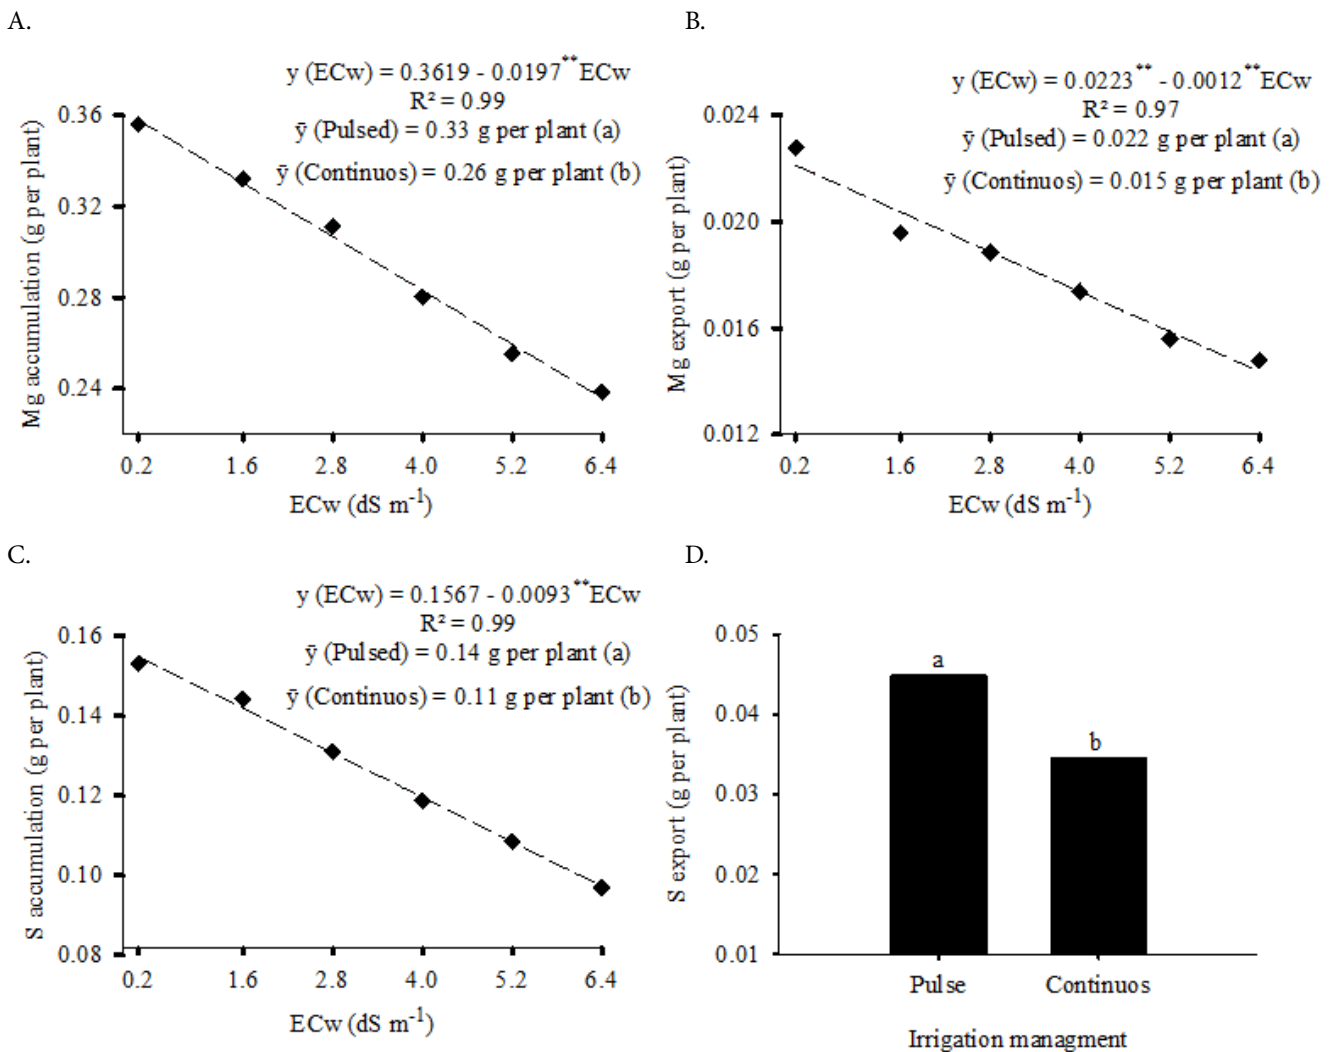 A.
y (ECw) = 0.3619 - 0.0197**ECw
R² = 0.99
ȳ (Pulsed) = 0.33 g per plant (a)
ȳ (Continuos) = 0.26 g per plant (b)
Mg accumulation (g per plant)
0.36
0.32
0.28
0.24
0.2 1.6 2.8 4.0 5.2 6.4
ECw (dS m⁻¹)
B.
y (ECw) = 0.0223** - 0.0012**ECw
R² = 0.97
ȳ (Pulsed) = 0.022 g per plant (a)
ȳ (Continuos) = 0.015 g per plant (b)
Mg export (g per plant)
0.024
0.020
0.016
0.012
0.2 1.6 2.8 4.0 5.2 6.4
ECw (dS m⁻¹)
C.
y (ECw) = 0.1567 - 0.0093**ECw
R² = 0.99
ȳ (Pulsed) = 0.14 g per plant (a)
ȳ (Continuos) = 0.11 g per plant (b)
S accumulation (g per plant)
0.16
0.14
0.12
0.10
0.08
0.2 1.6 2.8 4.0 5.2 6.4
ECw (dS m⁻¹)
D.
S export (g per plant)
0.05
0.04
0.03
0.02
0.01
a
b
Pulse Continuos
Irrigation managment